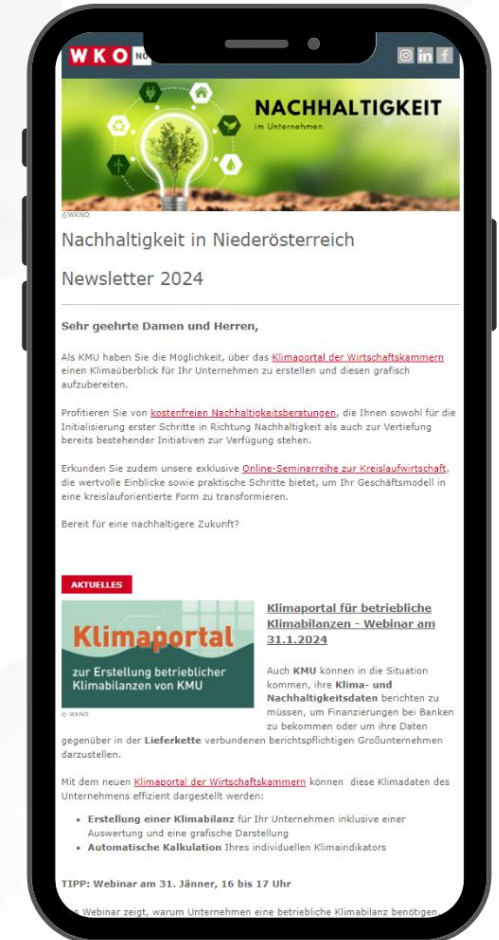 WKO NÖ
in f
NACHHALTIGKEIT
im Unternehmen
©WKNÖ
Nachhaltigkeit in Niederösterreich
Newsletter 2024
Sehr geehrte Damen und Herren,
Als KMU haben Sie die Möglichkeit, über das Klimaportal der Wirtschaftskammern
einen Klimaüberblick für Ihr Unternehmen zu erstellen und diesen grafisch
aufzubereiten.
Profitieren Sie von kostenfreien Nachhaltigkeitsberatungen, die Ihnen sowohl für die
Initialisierung erster Schritte in Richtung Nachhaltigkeit als auch zur Vertiefung
bereits bestehender Initiativen zur Verfügung stehen.
Erkunden Sie zudem unsere exklusive Online-Seminarreihe zur Kreislaufwirtschaft,
die wertvolle Einblicke sowie praktische Schritte bietet, um Ihr Geschäftsmodell in
eine kreislauforientierte Form zu transformieren.
Bereit für eine nachhaltigere Zukunft?
AKTUELLES
Klimaportal
zur Erstellung betrieblicher
Klimabilanzen von KMU
© WKNÖ
Klimaportal für betriebliche
Klimabilanzen - Webinar am
31.1.2024
Auch KMU können in die Situation
kommen, ihre Klima- und
Nachhaltigkeitsdaten berichten zu
müssen, um Finanzierungen bei Banken
zu bekommen oder um ihre Daten
gegenüber in der Lieferkette verbundenen berichtspflichtigen Großunternehmen
darzustellen.
Mit dem neuen Klimaportal der Wirtschaftskammern können diese Klimadaten des
Unternehmens effizient dargestellt werden:
• Erstellung einer Klimabilanz für Ihr Unternehmen inklusive einer
Auswertung und eine grafische Darstellung
• Automatische Kalkulation Ihres individuellen Klimaindikators
TIPP: Webinar am 31. Jänner, 16 bis 17 Uhr
Webinar zeigt, warum Unternehmen eine betriebliche Klimabilanz benötigen,